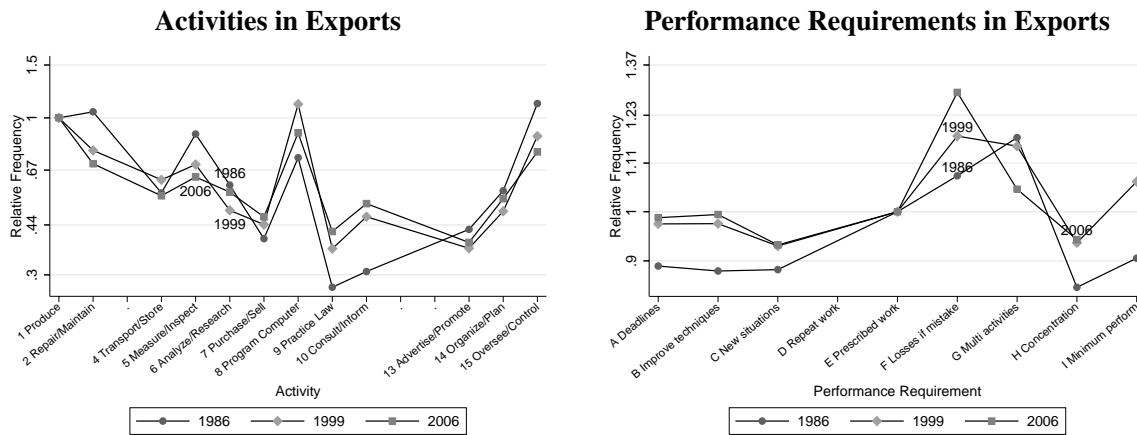 Activities in Exports
Relative Frequency
1.5
1
.67
.44
.3
1986
2006
1999
1 Produce
2 Repair/Maintain
.
4 Transport/Store
5 Measure/Inspect
6 Analyze/Research
7 Purchase/Sell
8 Program Computer
9 Practice Law
10 Consult/Inform
.
.
13 Advertise/Promote
14 Organize/Plan
15 Oversee/Control
Activity
1986 1999 2006
Performance Requirements in Exports
Relative Frequency
1.37
1.23
1.11
1
.9
1999
1986
2006
A Deadlines
B Improve techniques
C New situations
D Repeat work
E Prescribed work
F Losses if mistake
G Multi activities
H Concentration
I Minimum perform
Performance Requirement
1986 1999 2006